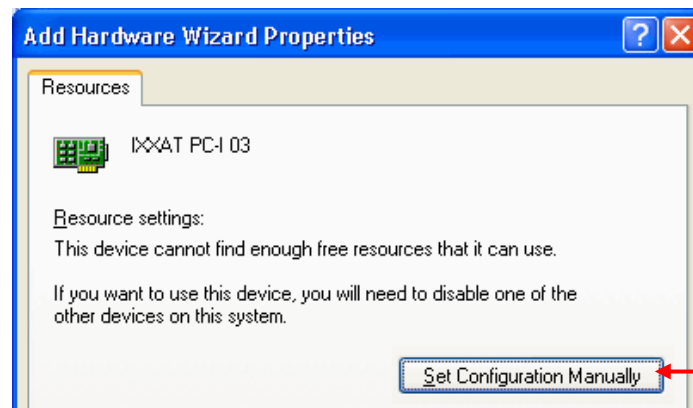 Add Hardware Wizard Properties
Resources
IXXAT PC-I 03
Resource settings:
This device cannot find enough free resources that it can use.
If you want to use this device, you will need to disable one of the
other devices on this system.
Set Configuration Manually